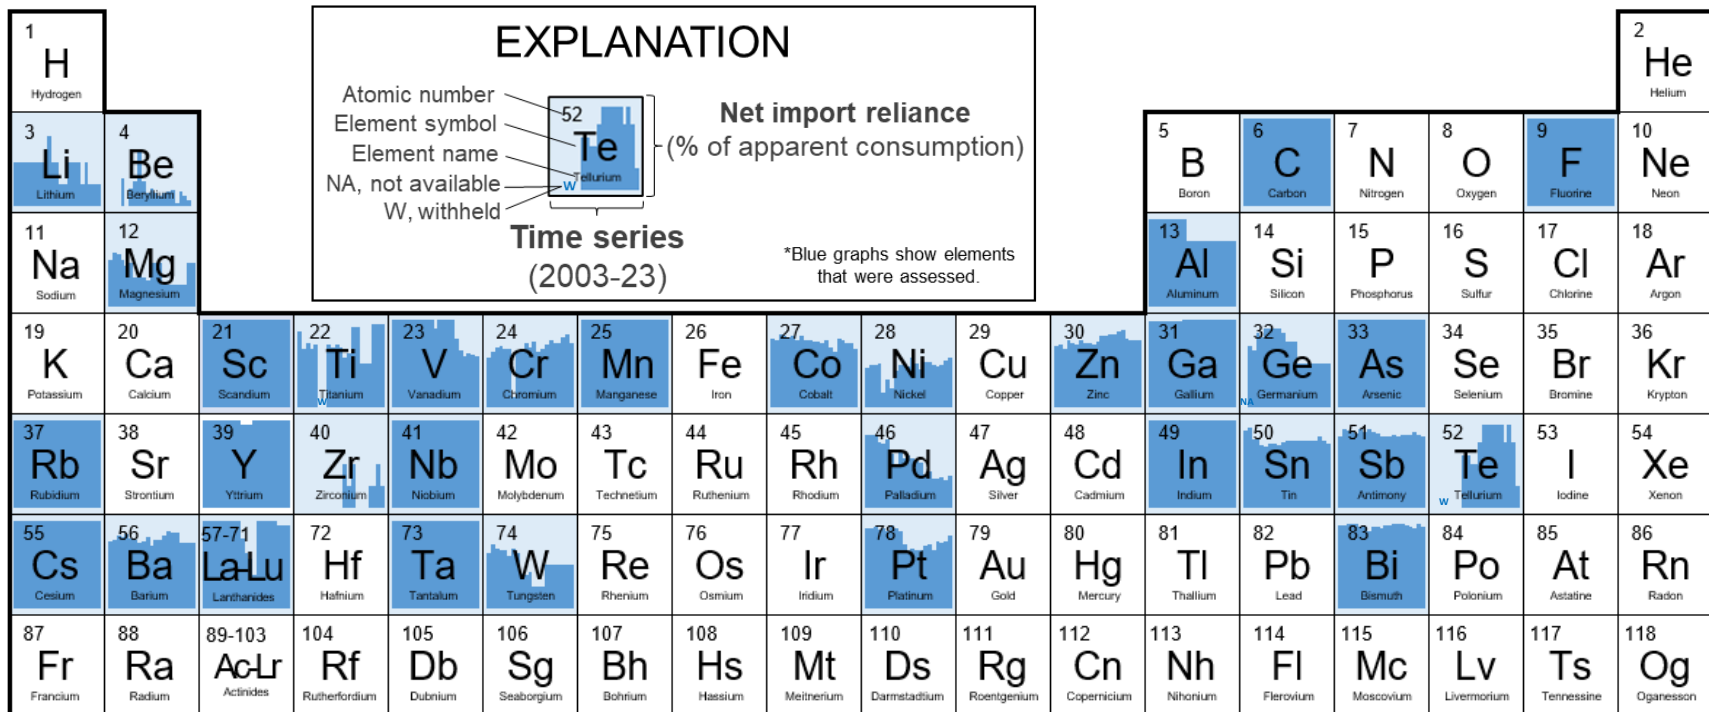 1
H
Hydrogen
EXPLANATION
Atomic number
Element symbol
Element name
NA, not available
W, withheld
52
Te
Tellurium
W
Net import reliance
(% of apparent consumption)
Time series
(2003-23)
*Blue graphs show elements
that were assessed.
2
He
Helium
3
Li
Lithium
4
Be
Beryllium
5
B
Boron
6
C
Carbon
7
N
Nitrogen
8
O
Oxygen
9
F
Fluorine
10
Ne
Neon
11
Na
Sodium
12
Mg
Magnesium
13
Al
Aluminum
14
Si
Silicon
15
P
Phosphorus
16
S
Sulfur
17
Cl
Chlorine
18
Ar
Argon
19
K
Potassium
20
Ca
Calcium
21
Sc
Scandium
22
Ti
Titanium
W
23
V
Vanadium
24
Cr
Chromium
25
Mn
Manganese
26
Fe
Iron
27
Co
Cobalt
28
Ni
Nickel
29
Cu
Copper
30
Zn
Zinc
31
Ga
Gallium
32
Ge
Germanium
NA
33
As
Arsenic
34
Se
Selenium
35
Br
Bromine
36
Kr
Krypton
37
Rb
Rubidium
38
Sr
Strontium
39
Y
Yttrium
40
Zr
Zirconium
41
Nb
Niobium
42
Mo
Molybdenum
43
Tc
Technetium
44
Ru
Ruthenium
45
Rh
Rhodium
46
Pd
Palladium
47
Ag
Silver
48
Cd
Cadmium
49
In
Indium
50
Sn
Tin
51
Sb
Antimony
52
Te
Tellurium
W
53
I
Iodine
54
Xe
Xenon
55
Cs
Cesium
56
Ba
Barium
57-71
La-Lu
Lanthanides
72
Hf
Hafnium
73
Ta
Tantalum
74
W
Tungsten
75
Re
Rhenium
76
Os
Osmium
77
Ir
Iridium
78
Pt
Platinum
79
Au
Gold
80
Hg
Mercury
81
Tl
Thallium
82
Pb
Lead
83
Bi
Bismuth
84
Po
Polonium
85
At
Astatine
86
Rn
Radon
87
Fr
Francium
88
Ra
Radium
89-103
Ac-Lr
Actinides
104
Rf
Rutherfordium
105
Db
Dubnium
106
Sg
Seaborgium
107
Bh
Bohrium
108
Hs
Hassium
109
Mt
Meitnerium
110
Ds
Darmstadtium
111
Rg
Roentgenium
112
Cn
Copernicium
113
Nh
Nihonium
114
Fl
Flerovium
115
Mc
Moscovium
116
Lv
Livermorium
117
Ts
Tennessine
118
Og
Oganesson